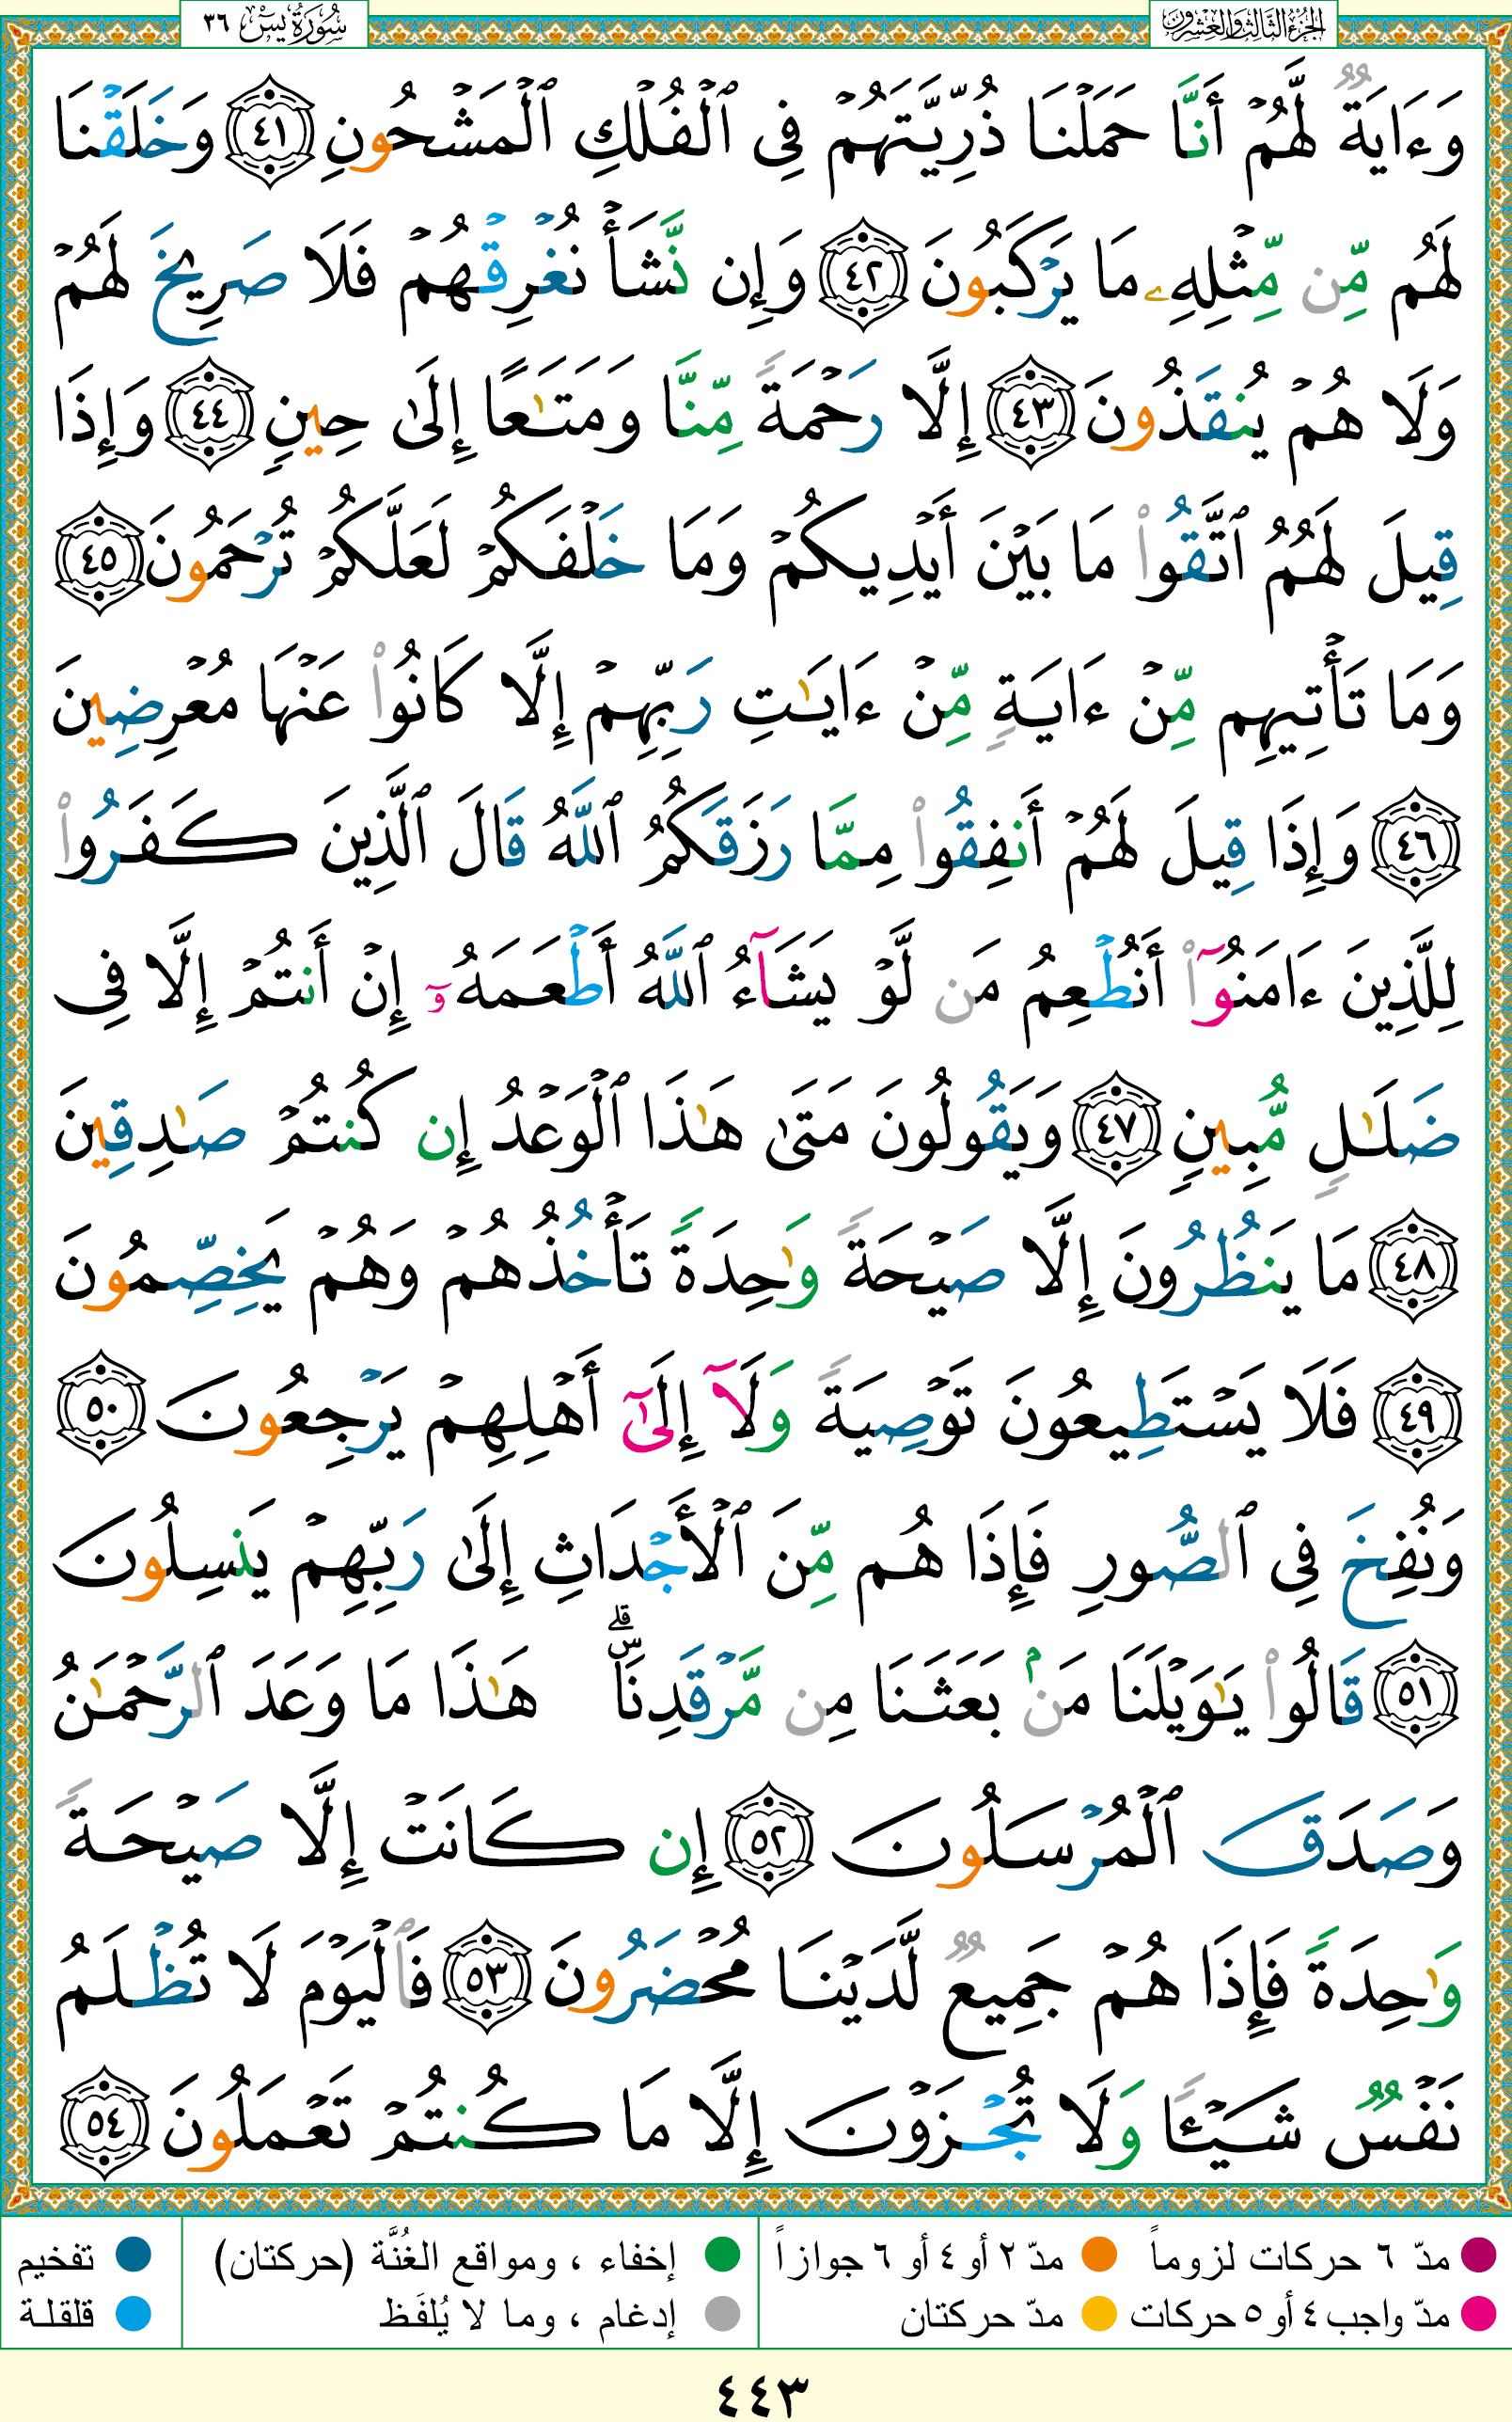 الجزء الثالث والعشرون
سورة يس ٣٦
وَءَايَةٌ لَّهُمْ أَنَّا حَمَلْنَا ذُرِّيَّتَهُمْ فِى ٱلْفُلْكِ ٱلْمَشْحُونِ ٤١ وَخَلَقْنَا
لَهُم مِّن مِّثْلِهِۦ مَا يَرْكَبُونَ ٤٢ وَإِن نَّشَأْ نُغْرِقْهُمْ فَلَا صَرِيخَ لَهُمْ
وَلَا هُمْ يُنقَذُونَ ٤٣ إِلَّا رَحْمَةً مِّنَّا وَمَتَـٰعًا إِلَىٰ حِينٍ ٤٤ وَإِذَا
قِيلَ لَهُمُ ٱتَّقُوا۟ مَا بَيْنَ أَيْدِيكُمْ وَمَا خَلْفَكُمْ لَعَلَّكُمْ تُرْحَمُونَ ٤٥
وَمَا تَأْتِيهِم مِّنْ ءَايَةٍ مِّنْ ءَايَـٰتِ رَبِّهِمْ إِلَّا كَانُوا۟ عَنْهَا مُعْرِضِينَ
٤٦ وَإِذَا قِيلَ لَهُمْ أَنفِقُوا۟ مِمَّا رَزَقَكُمُ ٱللَّهُ قَالَ ٱلَّذِينَ كَفَرُوا۟
لِلَّذِينَ ءَامَنُوٓا۟ أَنُطْعِمُ مَن لَّوْ يَشَآءُ ٱللَّهُ أَطْعَمَهُۥٓ إِنْ أَنتُمْ إِلَّا فِى
ضَلَـٰلٍ مُّبِينٍ ٤٧ وَيَقُولُونَ مَتَىٰ هَـٰذَا ٱلْوَعْدُ إِن كُنتُمْ صَـٰدِقِينَ
٤٨ مَا يَنظُرُونَ إِلَّا صَيْحَةً وَٰحِدَةً تَأْخُذُهُمْ وَهُمْ يَخِصِّمُونَ
٤٩ فَلَا يَسْتَطِيعُونَ تَوْصِيَةً وَلَآ إِلَىٰٓ أَهْلِهِمْ يَرْجِعُونَ ٥٠
وَنُفِخَ فِى ٱلصُّورِ فَإِذَا هُم مِّنَ ٱلْأَجْدَاثِ إِلَىٰ رَبِّهِمْ يَنسِلُونَ
٥١ قَالُوا۟ يَـٰوَيْلَنَا مَنۢ بَعَثَنَا مِن مَّرْقَدِنَا ۜ ۗ هَـٰذَا مَا وَعَدَ ٱلرَّحْمَـٰنُ
وَصَدَقَ ٱلْمُرْسَلُونَ ٥٢ إِن كَانَتْ إِلَّا صَيْحَةً
وَٰحِدَةً فَإِذَا هُمْ جَمِيعٌ لَّدَيْنَا مُحْضَرُونَ ٥٣ فَٱلْيَوْمَ لَا تُظْلَمُ
نَفْسٌ شَيْـًٔا وَلَا تُجْزَوْنَ إِلَّا مَا كُنتُمْ تَعْمَلُونَ ٥٤
مدّ ٦ حركات لزوماً مدّ ٢ أو ٤ أو ٦ جوازاً إخفاء ، ومواقع الغُنَّة (حركتان) تفخيم
مدّ واجب ٤ أو ٥ حركات مدّ حركتان إدغام ، وما لا يُلفَظ قلقلة
٤٤٣